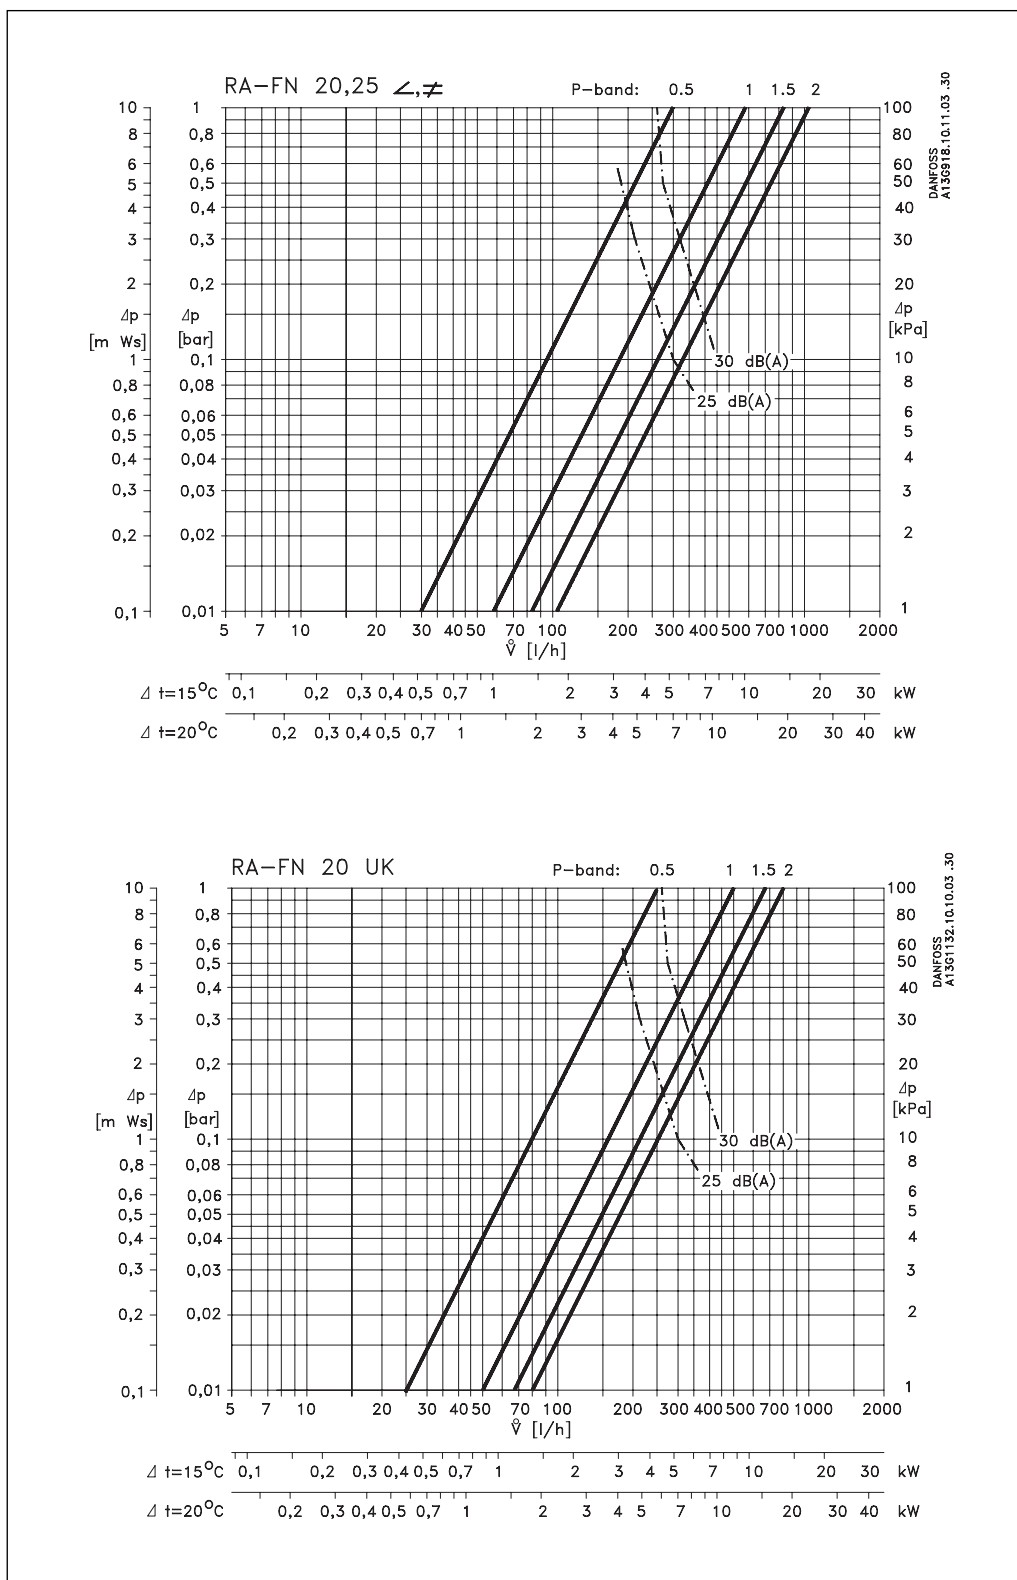 RA-FN 20,25 ∠,≠ P-band: 0.5 1 1.5 2
10 1 100
8 0,8 80
6 0,6 60
5 0,5 50
4 0,4 40
3 0,3 30
2 0,2 20
Δp Δp Δp
[m Ws] [bar] [kPa]
1 0,1 10
30 dB(A)
0,8 0,08 8
25 dB(A)
0,6 0,06 6
0,5 0,05 5
0,4 0,04 4
0,3 0,03 3
0,2 0,02 2
0,1 0,01 1
5 7 10 20 30 40 50 70 100 200 300 400 500 700 1000 2000
V̊ [l/h]
Δ t=15°C 0,1 0,2 0,3 0,4 0,5 0,7 1 2 3 4 5 7 10 20 30 kW
Δ t=20°C 0,2 0,3 0,4 0,5 0,7 1 2 3 4 5 7 10 20 30 40 kW
DANFOSS
A13G918.10.11.03 .30
RA-FN 20 UK P-band: 0.5 1 1.5 2
10 1 100
8 0,8 80
6 0,6 60
5 0,5 50
4 0,4 40
3 0,3 30
2 0,2 20
Δp Δp Δp
[m Ws] [bar] [kPa]
1 0,1 10
30 dB(A)
0,8 0,08 8
25 dB(A)
0,6 0,06 6
0,5 0,05 5
0,4 0,04 4
0,3 0,03 3
0,2 0,02 2
0,1 0,01 1
5 7 10 20 30 40 50 70 100 200 300 400 500 700 1000 2000
V̊ [l/h]
Δ t=15°C 0,1 0,2 0,3 0,4 0,5 0,7 1 2 3 4 5 7 10 20 30 kW
Δ t=20°C 0,2 0,3 0,4 0,5 0,7 1 2 3 4 5 7 10 20 30 40 kW
DANFOSS
A13G1132.10.10.03 .30